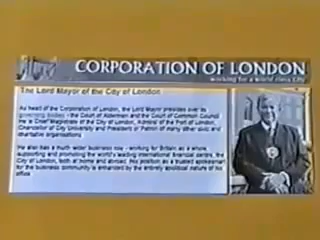 CORPORATION OF LONDON
working for a world class City
The Lord Mayor of the City of London
As head of the Corporation of London, the Lord Mayor presides over its
governing bodies - the Court of Aldermen and the Court of Common Council.
He is Chief Magistrate of the City of London, Admiral of the Port of London,
Chancellor of City University and President or Patron of many other civic and
charitable organisations
He also has a much wider business role - working for Britain as a whole,
supporting and promoting the world's leading international financial centre, the
City of London, both at home and abroad. His position as a trusted spokesman
for the business community is enhanced by the entirely apolitical nature of his
office